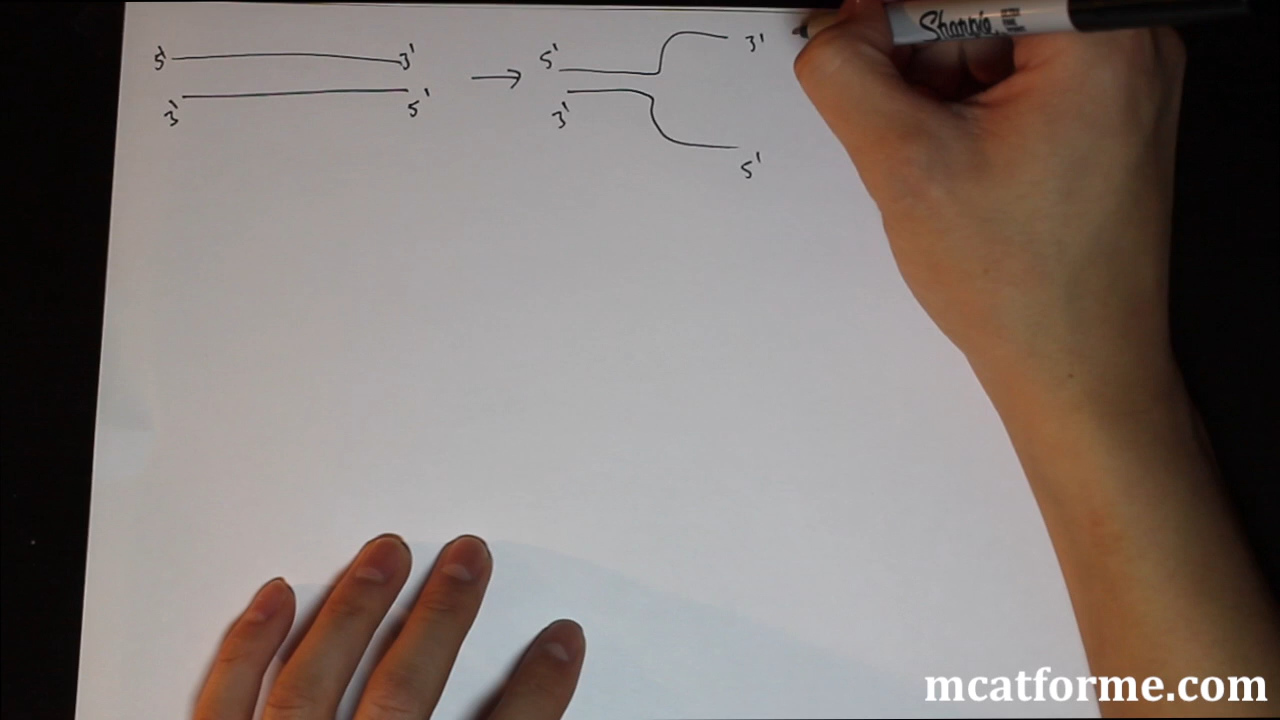 5' 3' → 5' 3'
3' 5' 3' 5'
Sharpie
mcatforme.com